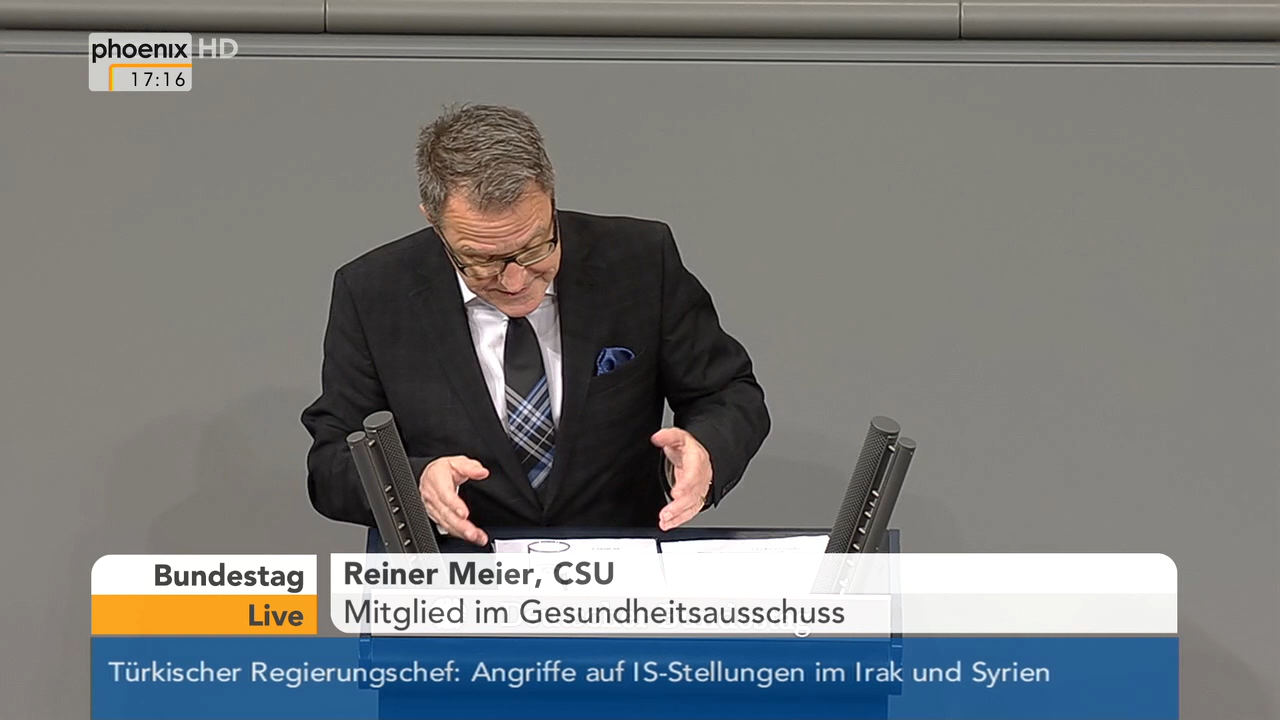 phoenix HD
17:16
Bundestag
Live
Reiner Meier, CSU
Mitglied im Gesundheitsausschuss
Türkischer Regierungschef: Angriffe auf IS-Stellungen im Irak und Syrien